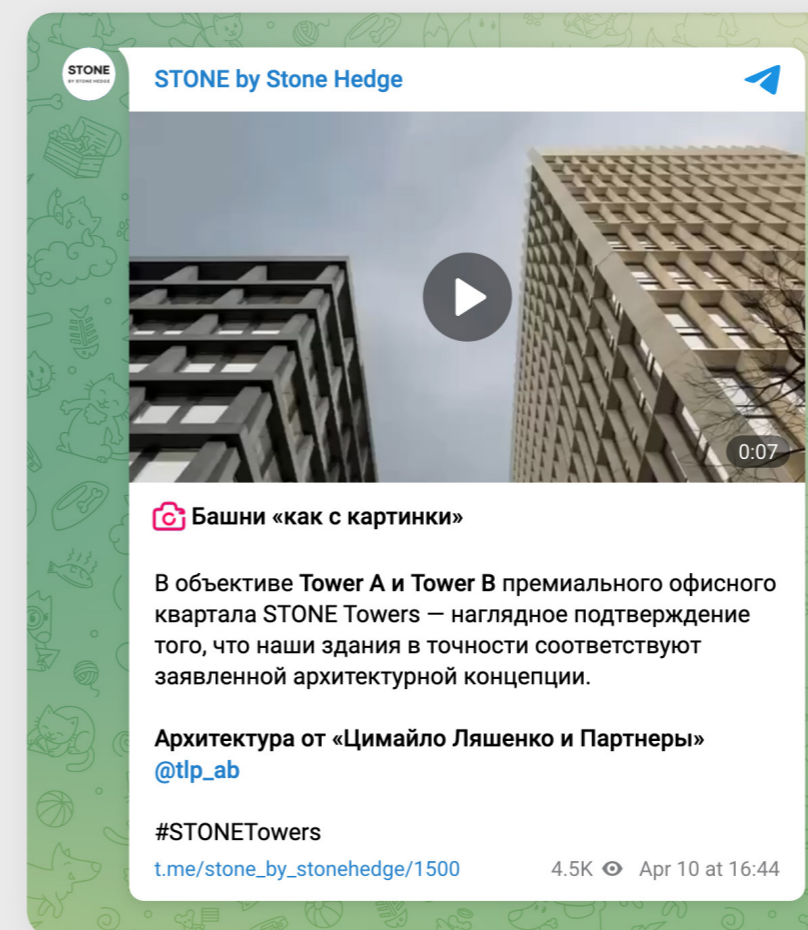 STONE
BY STONE HEDGE
STONE by Stone Hedge
0:07
Башни «как с картинки»
В объективе Tower A и Tower B премиального офисного
квартала STONE Towers — наглядное подтверждение
того, что наши здания в точности соответствуют
заявленной архитектурной концепции.
Архитектура от «Цимайло Ляшенко и Партнеры»
@tlp_ab
#STONETowers
t.me/stone_by_stonehedge/1500
4.5K Apr 10 at 16:44